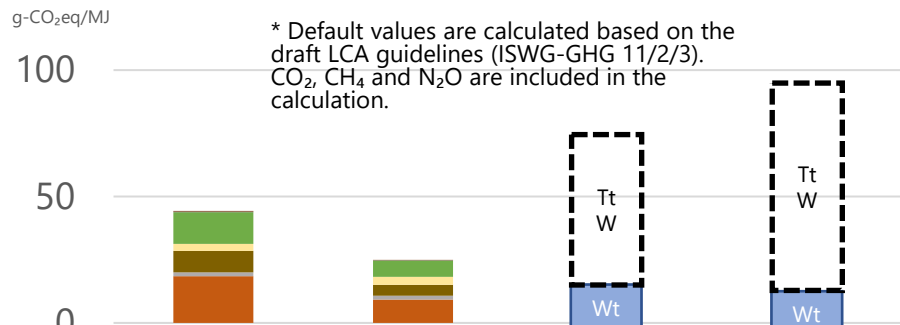 g-CO₂eq/MJ
* Default values are calculated based on the
draft LCA guidelines (ISWG-GHG 11/2/3).
CO₂, CH₄ and N₂O are included in the
calculation.
100
50
0
Tt
W
Tt
W
Wt
Wt